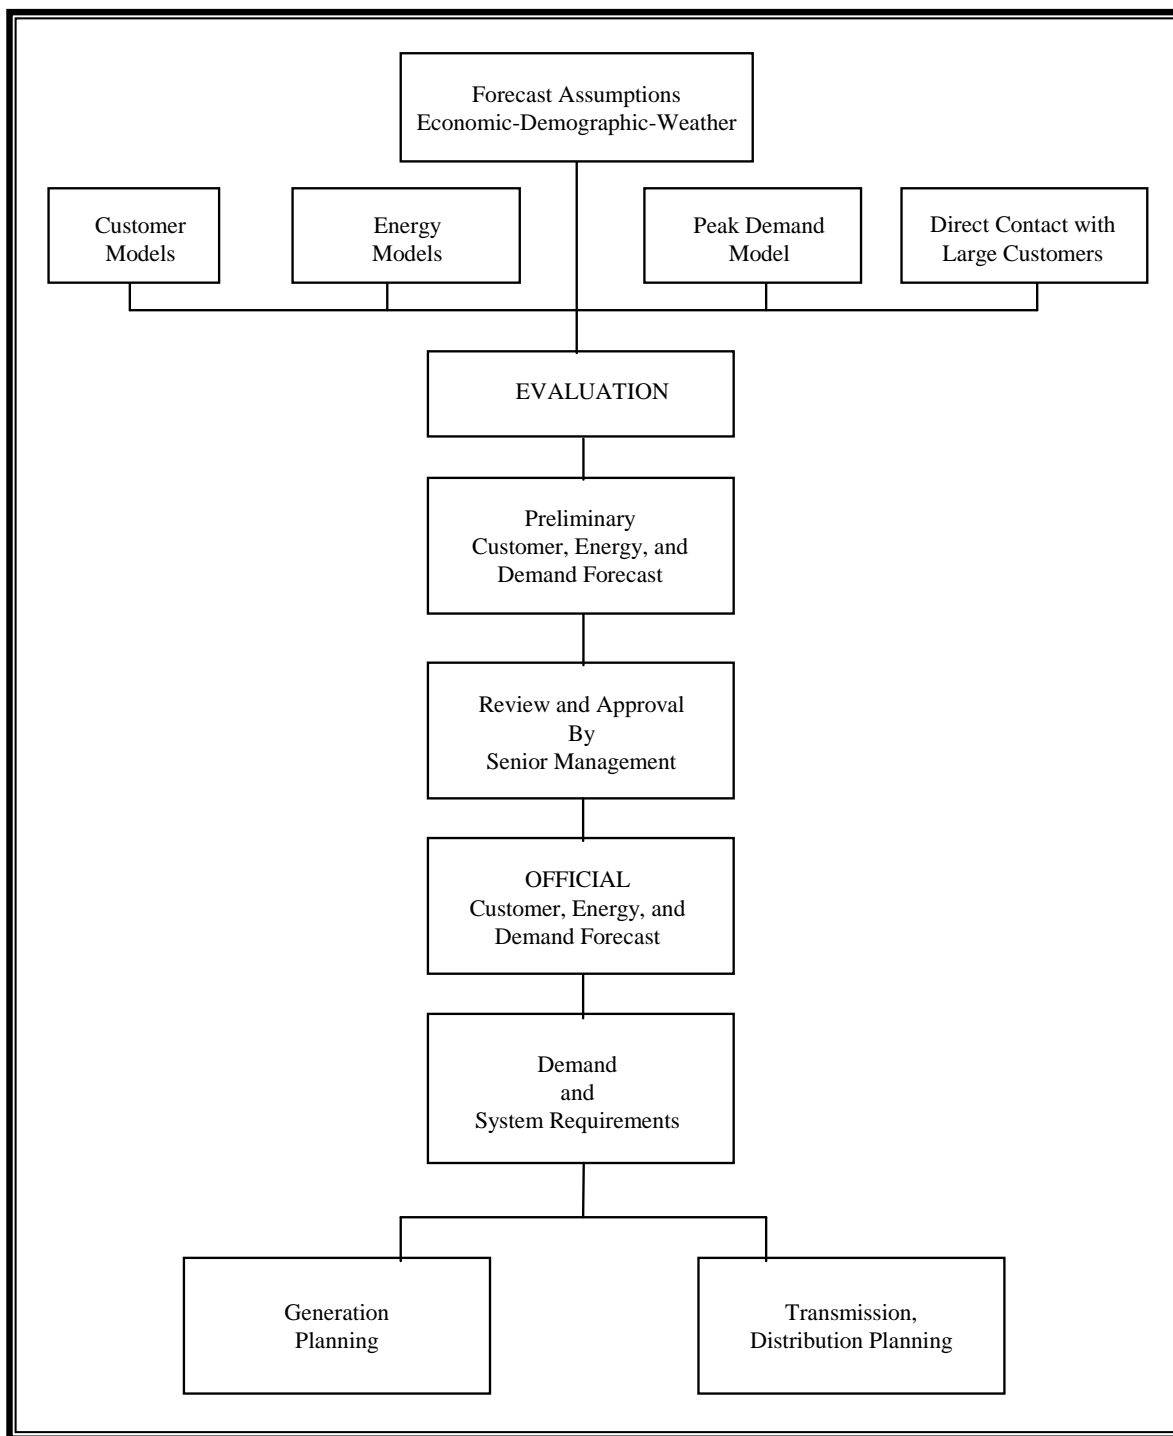 Forecast Assumptions
Economic-Demographic-Weather
Customer
Models
Energy
Models
Peak Demand
Model
Direct Contact with
Large Customers
EVALUATION
Preliminary
Customer, Energy, and
Demand Forecast
Review and Approval
By
Senior Management
OFFICIAL
Customer, Energy, and
Demand Forecast
Demand
and
System Requirements
Generation
Planning
Transmission,
Distribution Planning